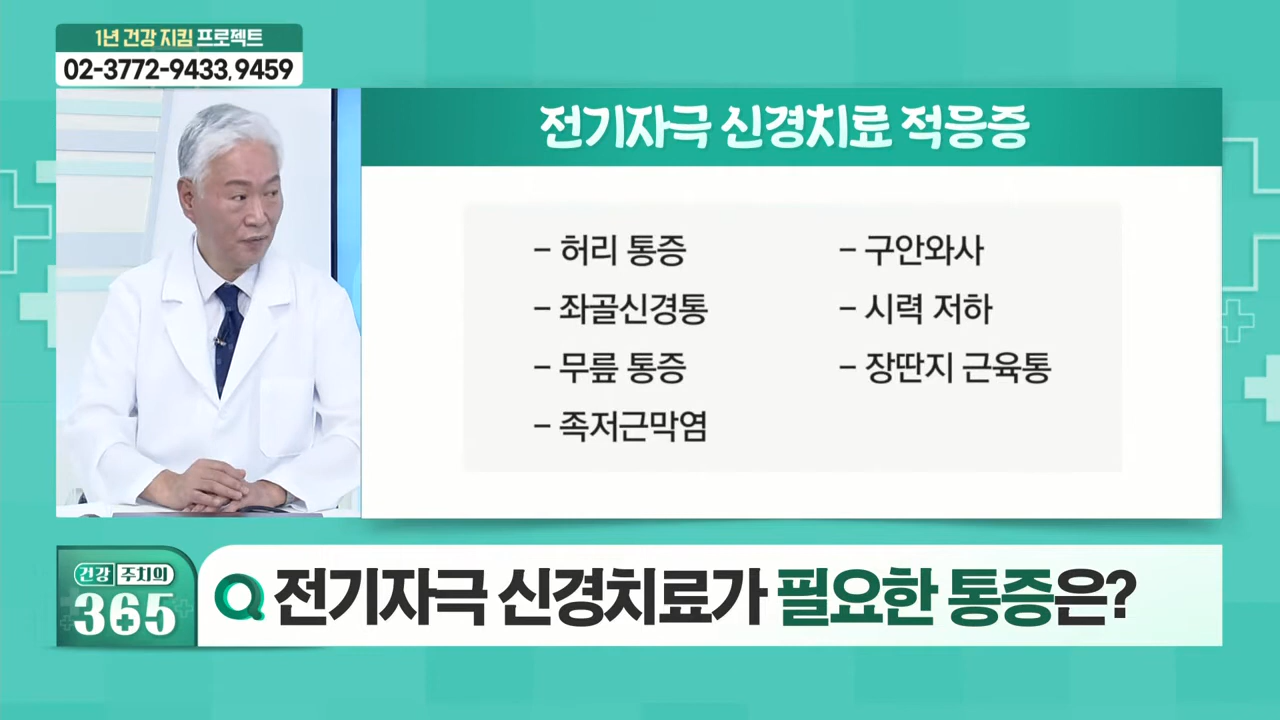 1년 건강 지킴 프로젝트
02-3772-9433, 9459
전기자극 신경치료 적응증
- 허리 통증
- 좌골신경통
- 무릎 통증
- 족저근막염
- 구안와사
- 시력 저하
- 장딴지 근육통
건강 주치의
365
Q 전기자극 신경치료가 필요한 통증은?